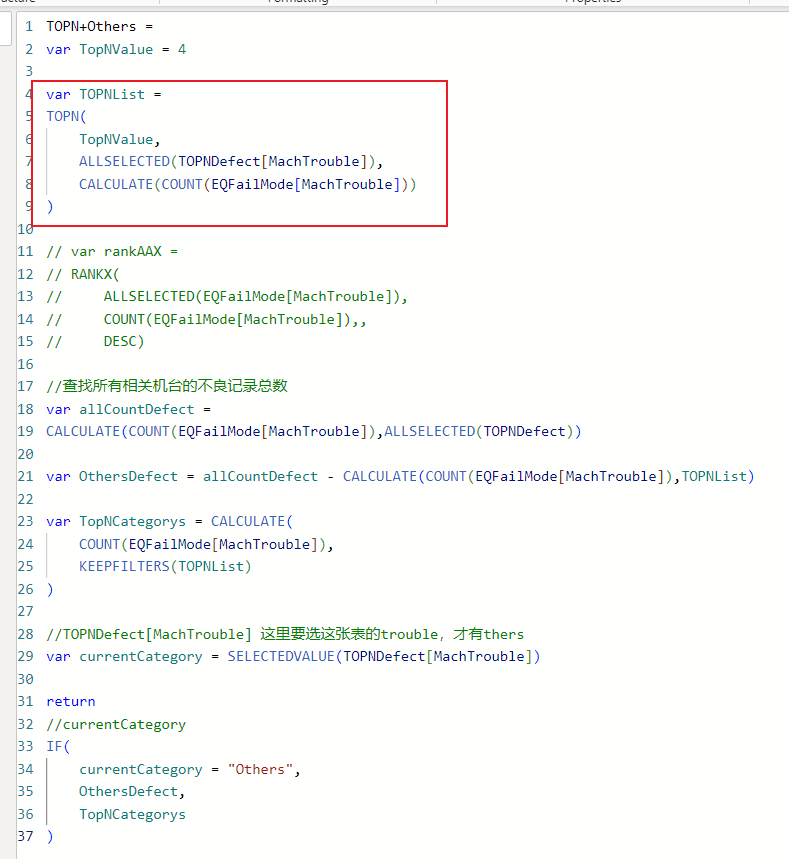 Formatting
Properties
1 TOPN+Others =
2 var TopNValue = 4
3
4 var TOPNList =
5 TOPN(
6 TopNValue,
7 ALLSELECTED(TOPNDefect[MachTrouble]),
8 CALCULATE(COUNT(EQFailMode[MachTrouble]))
9 )
10
11 // var rankAAX =
12 // RANKX(
13 // ALLSELECTED(EQFailMode[MachTrouble]),
14 // COUNT(EQFailMode[MachTrouble]),,
15 // DESC)
16
17 //查找所有相关机台的不良记录总数
18 var allCountDefect =
19 CALCULATE(COUNT(EQFailMode[MachTrouble]),ALLSELECTED(TOPNDefect))
20
21 var OthersDefect = allCountDefect - CALCULATE(COUNT(EQFailMode[MachTrouble]),TOPNList)
22
23 var TopNCategorys = CALCULATE(
24 COUNT(EQFailMode[MachTrouble]),
25 KEEPFILTERS(TOPNList)
26 )
27
28 //TOPNDefect[MachTrouble] 这里要选这张表的trouble，才有thers
29 var currentCategory = SELECTEDVALUE(TOPNDefect[MachTrouble])
30
31 return
32 //currentCategory
33 IF(
34 currentCategory = "Others",
35 OthersDefect,
36 TopNCategorys
37 )